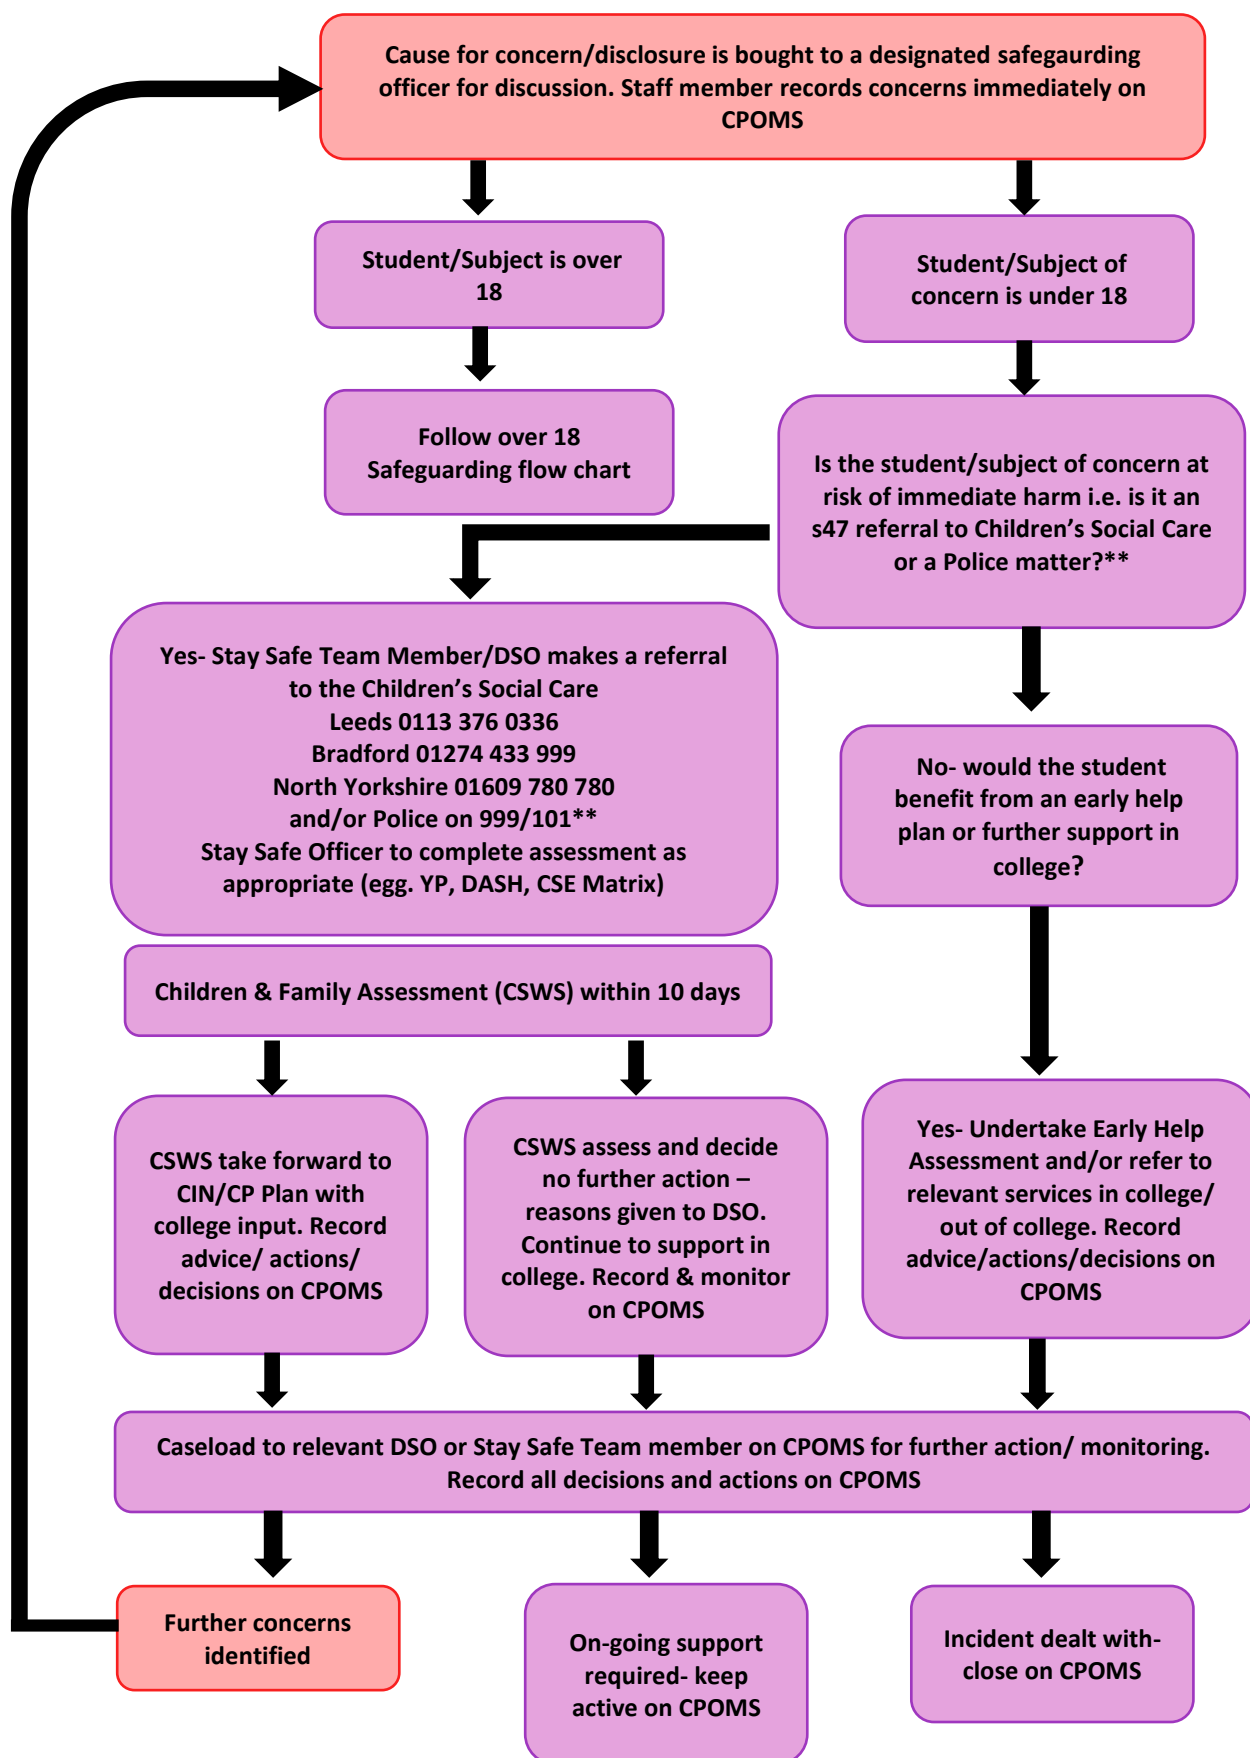 Cause for concern/disclosure is bought to a designated safegaurding
officer for discussion. Staff member records concerns immediately on
CPOMS
Student/Subject is over
18
Student/Subject of
concern is under 18
Follow over 18
Safeguarding flow chart
Is the student/subject of concern at
risk of immediate harm i.e. is it an
s47 referral to Children’s Social Care
or a Police matter?**
Yes- Stay Safe Team Member/DSO makes a referral
to the Children’s Social Care
Leeds 0113 376 0336
Bradford 01274 433 999
North Yorkshire 01609 780 780
and/or Police on 999/101**
Stay Safe Officer to complete assessment as
appropriate (egg. YP, DASH, CSE Matrix)
No- would the student
benefit from an early help
plan or further support in
college?
Children & Family Assessment (CSWS) within 10 days
CSWS take forward to
CIN/CP Plan with
college input. Record
advice/ actions/
decisions on CPOMS
CSWS assess and decide
no further action –
reasons given to DSO.
Continue to support in
college. Record & monitor
on CPOMS
Yes- Undertake Early Help
Assessment and/or refer to
relevant services in college/
out of college. Record
advice/actions/decisions on
CPOMS
Caseload to relevant DSO or Stay Safe Team member on CPOMS for further action/ monitoring.
Record all decisions and actions on CPOMS
Further concerns
identified
On-going support
required- keep
active on CPOMS
Incident dealt with-
close on CPOMS